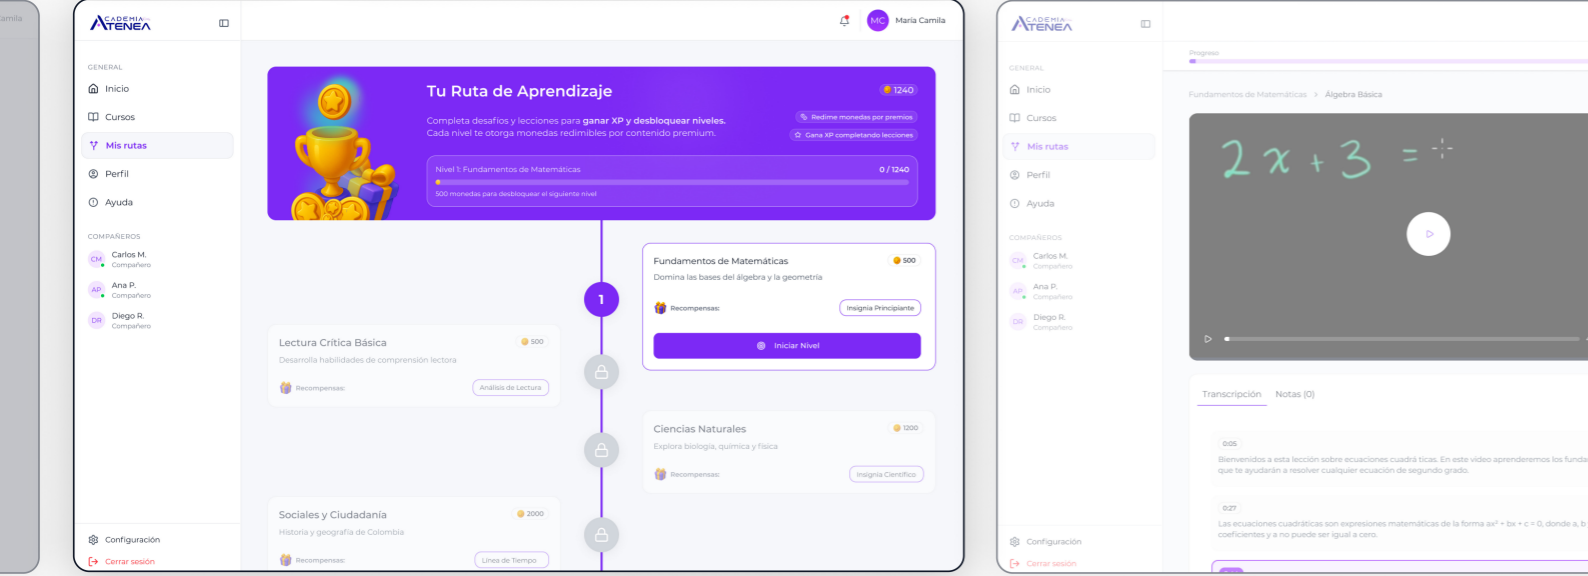 camila
ACADEMIA
ATENEA
MC María Camila
GENERAL
Inicio
Cursos
Mis rutas
Perfil
Ayuda
COMPAÑEROS
CM Carlos M.
Compañero
AP Ana P.
Compañero
DR Diego R.
Compañero
Configuración
Cerrar sesión
Tu Ruta de Aprendizaje
1240
Completa desafíos y lecciones para ganar XP y desbloquear niveles.
Cada nivel te otorga monedas redimibles por contenido premium.
Redime monedas por premios
Gana XP completando lecciones
Nivel 1: Fundamentos de Matemáticas
0 / 1240
500 monedas para desbloquear el siguiente nivel
1
Fundamentos de Matemáticas
500
Domina las bases del álgebra y la geometría
Recompensas:
Insignia Principiante
Iniciar Nivel
Lectura Crítica Básica
500
Desarrolla habilidades de comprensión lectora
Recompensas:
Análisis de Lectura
Ciencias Naturales
1200
Explora biología, química y física
Recompensas:
Insignia Científico
Sociales y Ciudadanía
2000
Historia y geografía de Colombia
Recompensas:
Línea de Tiempo
ACADEMIA
ATENEA
GENERAL
Inicio
Cursos
Mis rutas
Perfil
Ayuda
COMPAÑEROS
CM Carlos M.
Compañero
AP Ana P.
Compañero
DR Diego R.
Compañero
Configuración
Cerrar sesión
Progreso
Fundamentos de Matemáticas > Álgebra Básica
2x + 3 =
Transcripción Notas (0)
0:05
Bienvenidos a esta lección sobre ecuaciones cuadrá ticas. En este video aprenderemos los funda
que te ayudarán a resolver cualquier ecuación de segundo grado.
0:27
Las ecuaciones cuadráticas son expresiones matemáticas de la forma ax² + bx + c = 0, donde a, b
coeficientes y a no puede ser igual a cero.